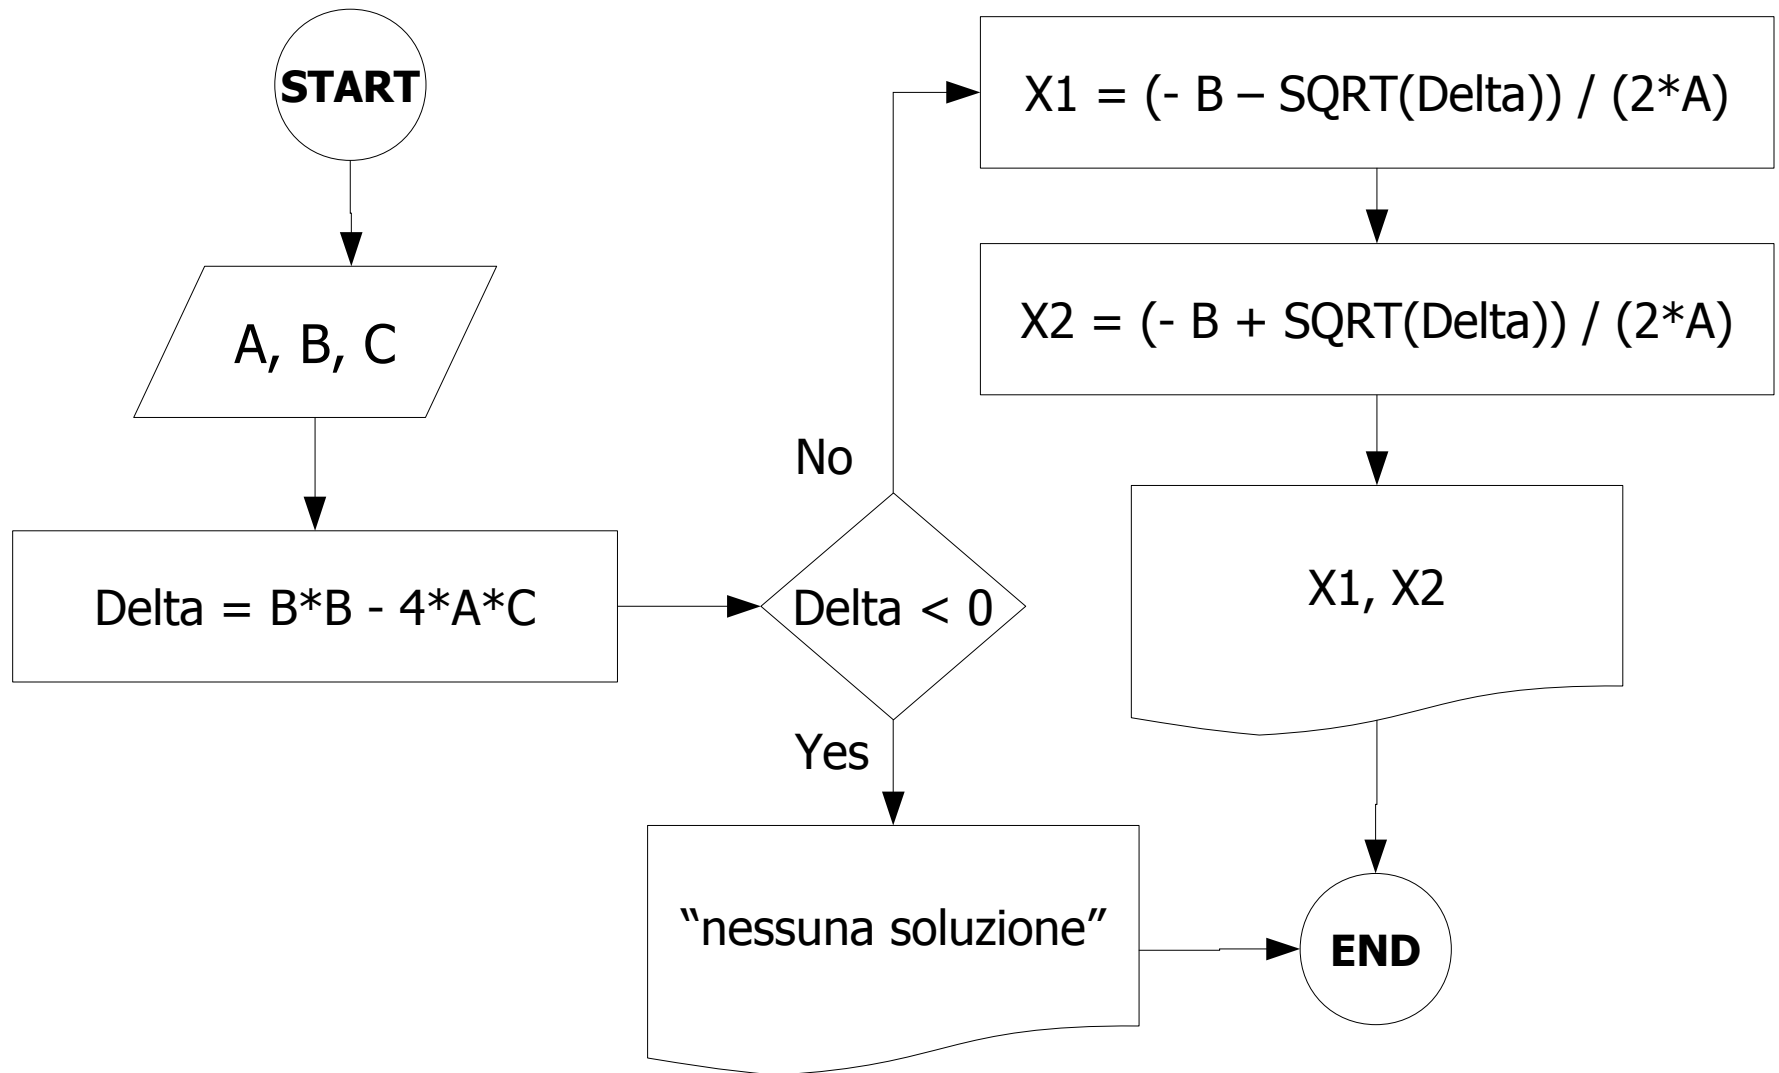 START
A, B, C
Delta = B*B - 4*A*C
Delta < 0
No
X1 = (- B – SQRT(Delta)) / (2*A)
X2 = (- B + SQRT(Delta)) / (2*A)
X1, X2
Yes
“nessuna soluzione”
END